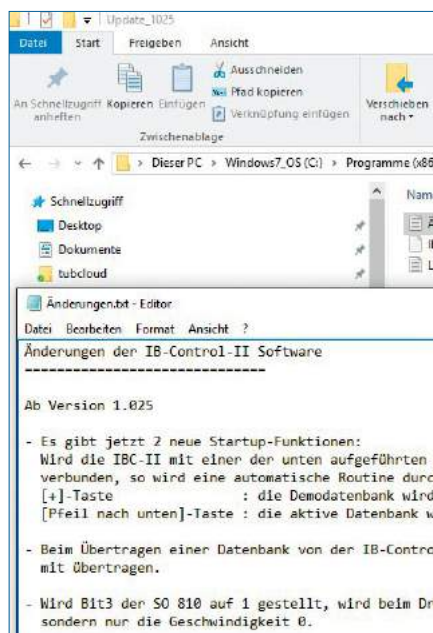 Update_1025
Datei Start Freigeben Ansicht
An Schnellzugriff anheften
Kopieren
Einfügen
Ausschneiden
Pfad kopieren
Verknüpfung einfügen
Verschieben nach
Zwischenablage
Dieser PC > Windows7_OS (C:) > Programme (x86
Nam
Schnellzugriff
Desktop
Dokumente
tubcloud
Ä
L
Änderungen.txt - Editor
Datei Bearbeiten Format Ansicht ?
Änderungen der IB-Control-II Software
------------------------------
Ab Version 1.025
- Es gibt jetzt 2 neue Startup-Funktionen:
Wird die IBC-II mit einer der unten aufgeführten
verbunden, so wird eine automatische Routine durc
[+]-Taste : die Demodatenbank wird
[Pfeil nach unten]-Taste : die aktive Datenbank w
- Beim Übertragen einer Datenbank von der IB-Contro
mit übertragen.
- Wird Bit3 der SO 810 auf 1 gestellt, wird beim Dr
sondern nur die Geschwindigkeit 0.